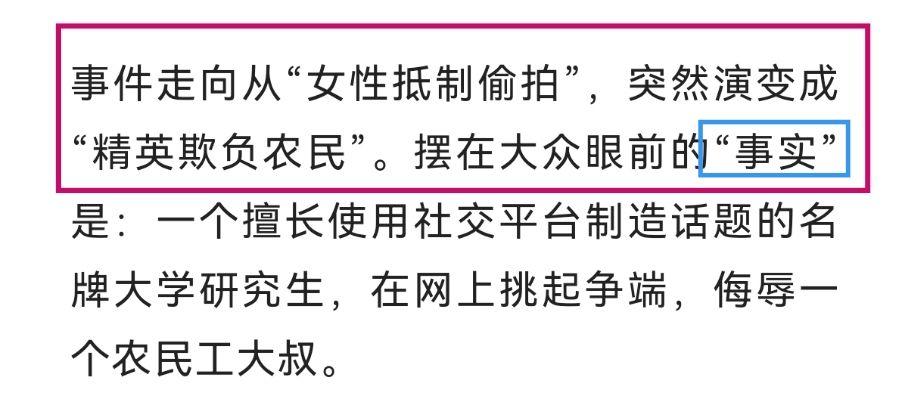 事件走向从“女性抵制偷拍”，突然演变成
“精英欺负农民”。摆在大众眼前的“事实”
是：一个擅长使用社交平台制造话题的名
牌大学研究生，在网上挑起争端，侮辱一
个农民工大叔。